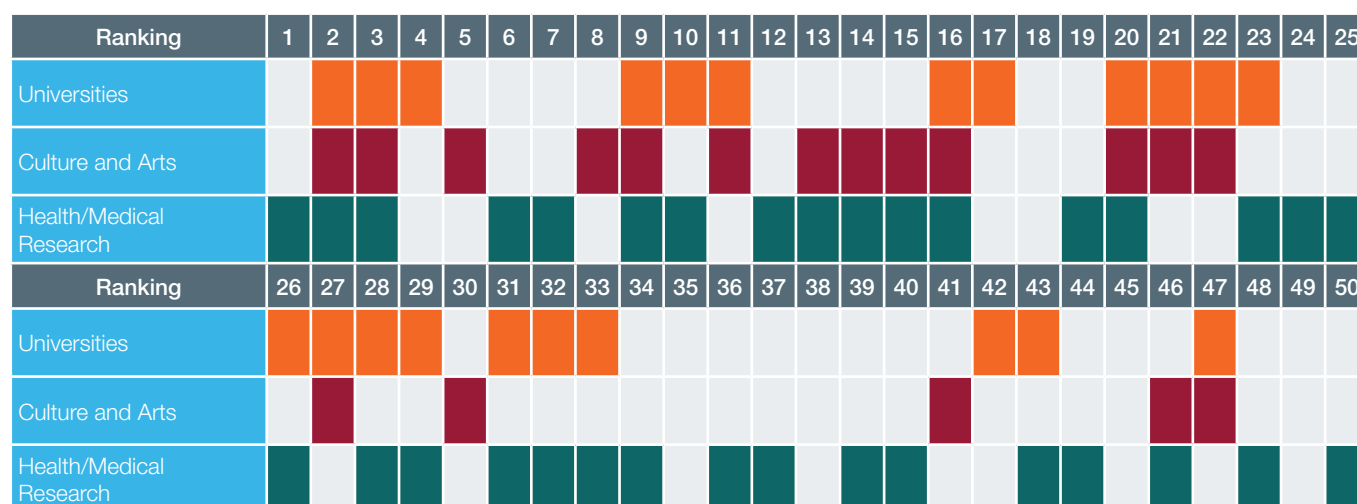 Ranking 1 2 3 4 5 6 7 8 9 10 11 12 13 14 15 16 17 18 19 20 21 22 23 24 25
Universities
Culture and Arts
Health/Medical
Research
Ranking 26 27 28 29 30 31 32 33 34 35 36 37 38 39 40 41 42 43 44 45 46 47 48 49 50
Universities
Culture and Arts
Health/Medical
Research